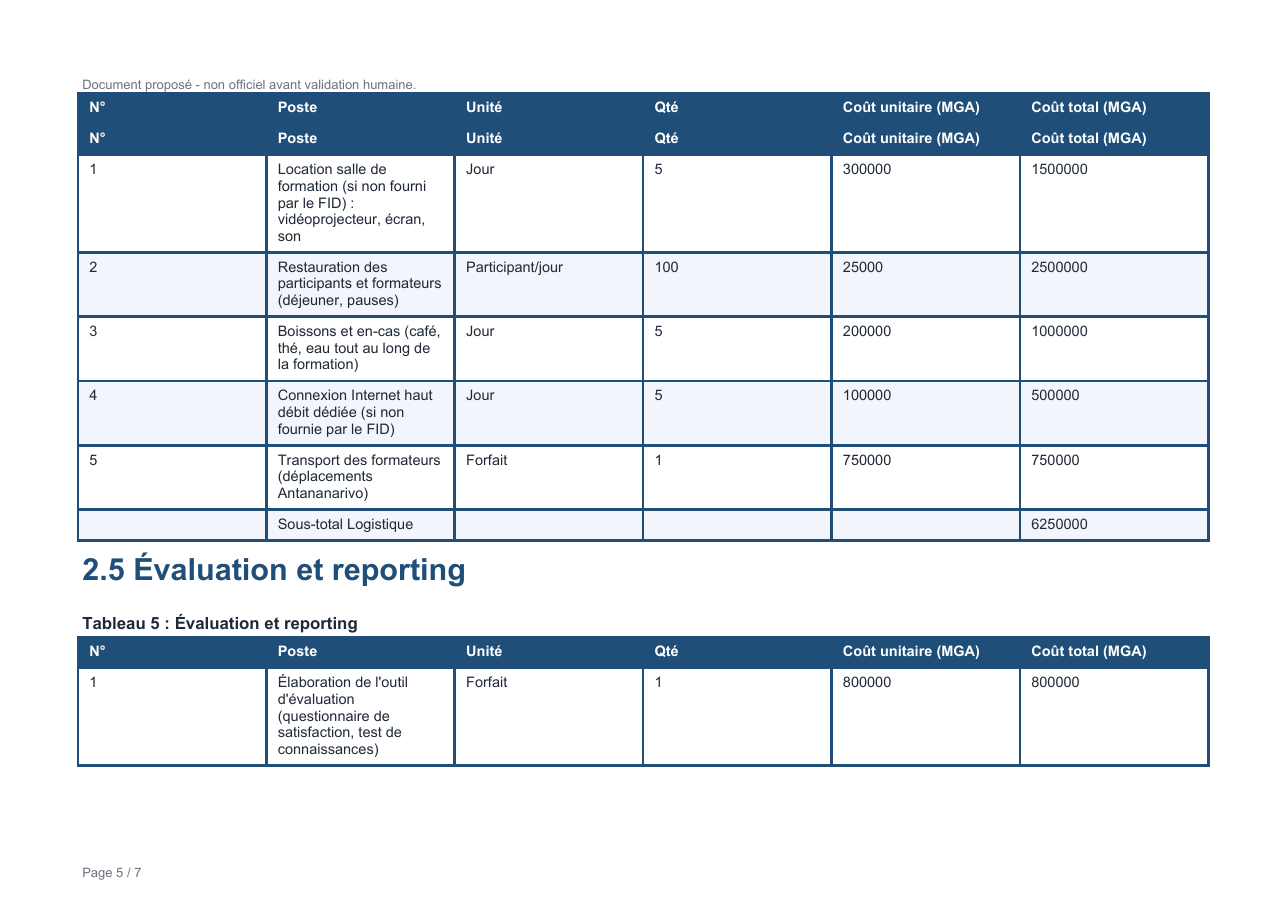 Document proposé - non officiel avant validation humaine.
N° Poste Unité Qté Coût unitaire (MGA) Coût total (MGA)
N° Poste Unité Qté Coût unitaire (MGA) Coût total (MGA)
1 Location salle de Jour 5 300000 1500000
formation (si non fourni
par le FID) :
vidéoprojecteur, écran,
son
2 Restauration des Participant/jour 100 25000 2500000
participants et formateurs
(déjeuner, pauses)
3 Boissons et en-cas (café, Jour 5 200000 1000000
thé, eau tout au long de
la formation)
4 Connexion Internet haut Jour 5 100000 500000
débit dédiée (si non
fournie par le FID)
5 Transport des formateurs Forfait 1 750000 750000
(déplacements
Antananarivo)
Sous-total Logistique 6250000
2.5 Évaluation et reporting
Tableau 5 : Évaluation et reporting
N° Poste Unité Qté Coût unitaire (MGA) Coût total (MGA)
1 Élaboration de l'outil Forfait 1 800000 800000
d'évaluation
(questionnaire de
satisfaction, test de
connaissances)
Page 5 / 7